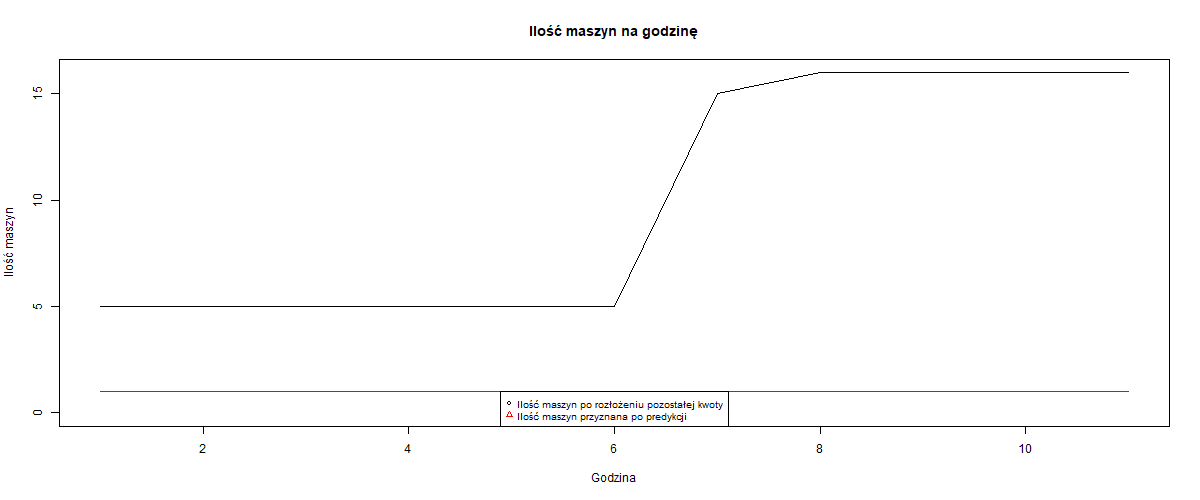 Ilość maszyn na godzinę
Ilość maszyn
15
10
5
0
Ilość maszyn po rozłożeniu pozostałej kwoty
Ilość maszyn przyznana po predykcji
2 4 6 8 10
Godzina